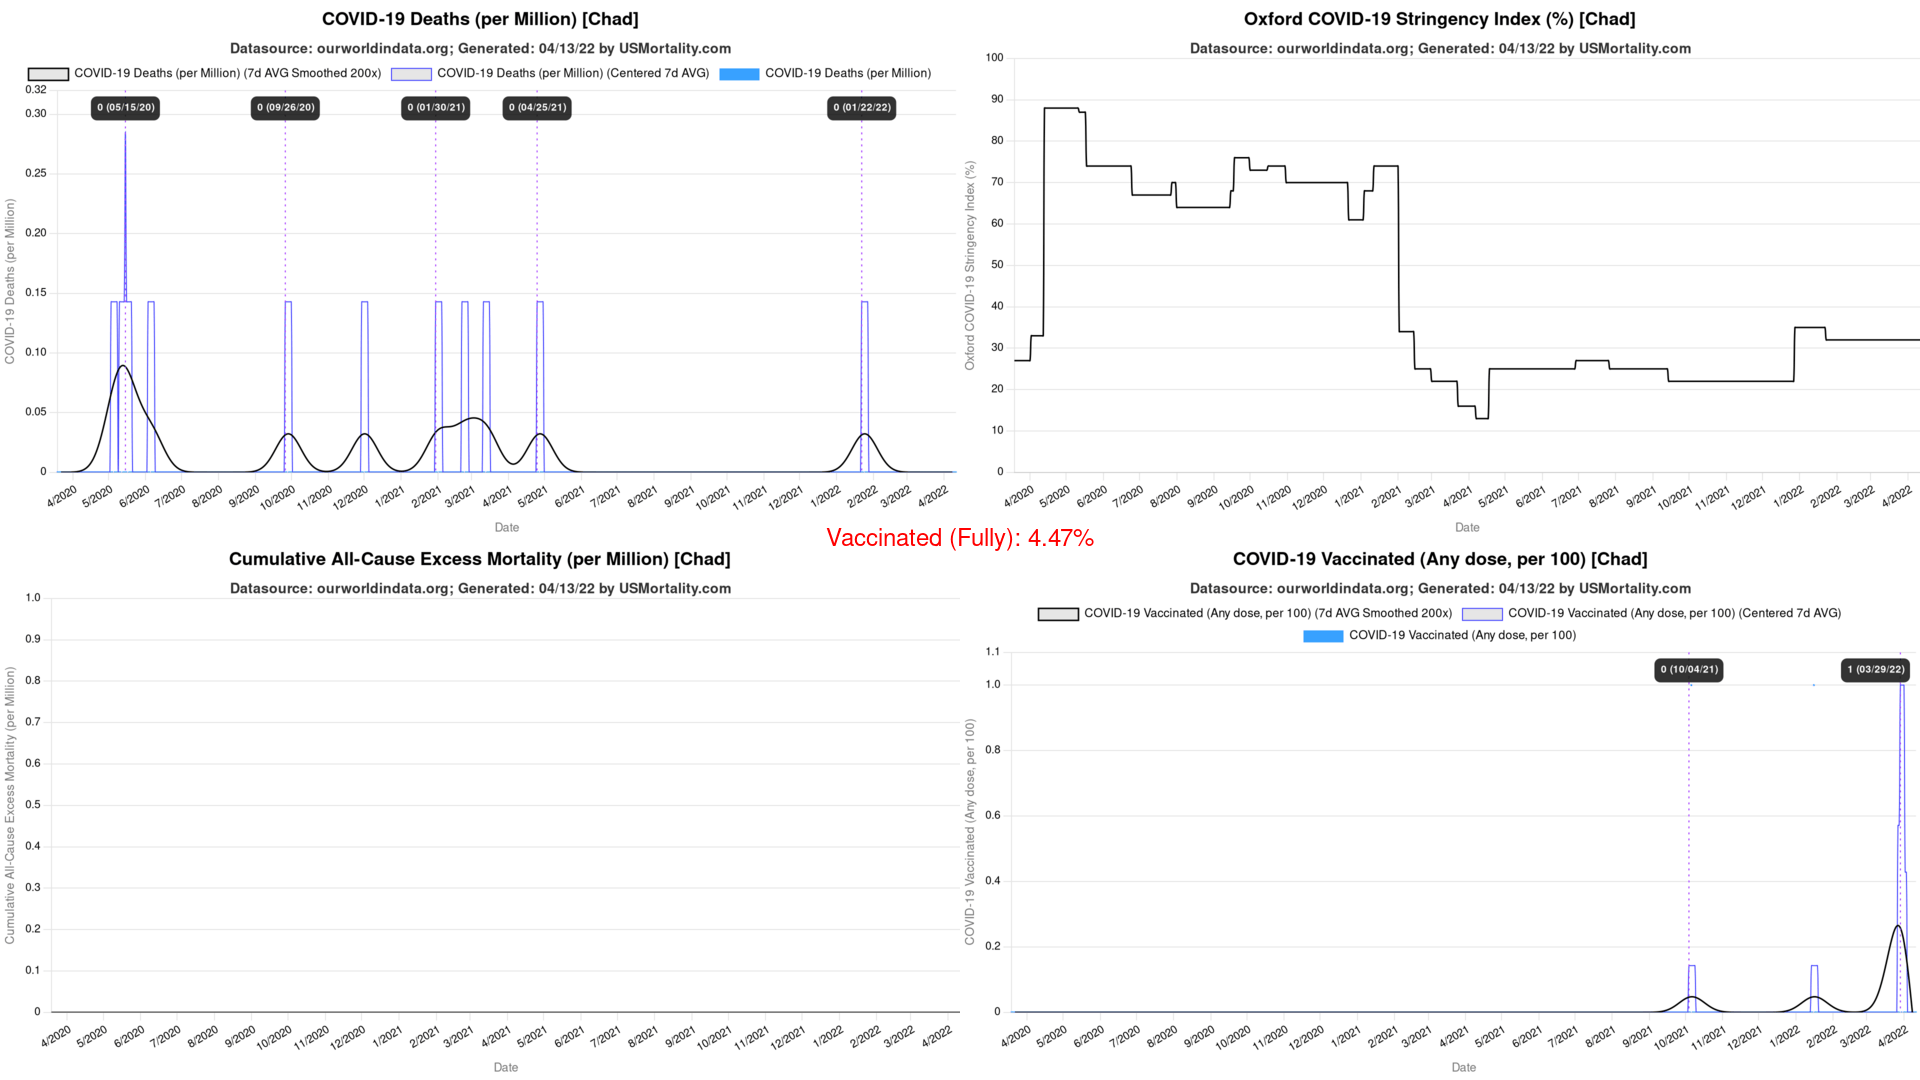 COVID-19 Deaths (per Million) [Chad]
Datasource: ourworldindata.org; Generated: 04/13/22 by USMortality.com
COVID-19 Deaths (per Million) (7d AVG Smoothed 200x) COVID-19 Deaths (per Million) (Centered 7d AVG) COVID-19 Deaths (per Million)
0.32
0 (05/15/20) 0 (09/26/20) 0 (01/30/21) 0 (04/25/21) 0 (01/22/22)
0.30
0.25
0.20
0.15
0.10
0.05
0
COVID-19 Deaths (per Million)
4/2020 5/2020 6/2020 7/2020 8/2020 9/2020 10/2020 11/2020 12/2020 1/2021 2/2021 3/2021 4/2021 5/2021 6/2021 7/2021 8/2021 9/2021 10/2021 11/2021 12/2021 1/2022 2/2022 3/2022 4/2022
Date
Oxford COVID-19 Stringency Index (%) [Chad]
Datasource: ourworldindata.org; Generated: 04/13/22 by USMortality.com
100
90
80
70
60
50
40
30
20
10
0
Oxford COVID-19 Stringency Index (%)
4/2020 5/2020 6/2020 7/2020 8/2020 9/2020 10/2020 11/2020 12/2020 1/2021 2/2021 3/2021 4/2021 5/2021 6/2021 7/2021 8/2021 9/2021 10/2021 11/2021 12/2021 1/2022 2/2022 3/2022 4/2022
Date
Vaccinated (Fully): 4.47%
Cumulative All-Cause Excess Mortality (per Million) [Chad]
Datasource: ourworldindata.org; Generated: 04/13/22 by USMortality.com
1.0
0.9
0.8
0.7
0.6
0.5
0.4
0.3
0.2
0.1
0
Cumulative All-Cause Excess Mortality (per Million)
4/2020 5/2020 6/2020 7/2020 8/2020 9/2020 10/2020 11/2020 12/2020 1/2021 2/2021 3/2021 4/2021 5/2021 6/2021 7/2021 8/2021 9/2021 10/2021 11/2021 12/2021 1/2022 2/2022 3/2022 4/2022
Date
COVID-19 Vaccinated (Any dose, per 100) [Chad]
Datasource: ourworldindata.org; Generated: 04/13/22 by USMortality.com
COVID-19 Vaccinated (Any dose, per 100) (7d AVG Smoothed 200x) COVID-19 Vaccinated (Any dose, per 100) (Centered 7d AVG)
COVID-19 Vaccinated (Any dose, per 100)
1.1
0 (10/04/21) 1 (03/29/22)
1.0
0.8
0.6
0.4
0.2
0
COVID-19 Vaccinated (Any dose, per 100)
4/2020 5/2020 6/2020 7/2020 8/2020 9/2020 10/2020 11/2020 12/2020 1/2021 2/2021 3/2021 4/2021 5/2021 6/2021 7/2021 8/2021 9/2021 10/2021 11/2021 12/2021 1/2022 2/2022 3/2022 4/2022
Date